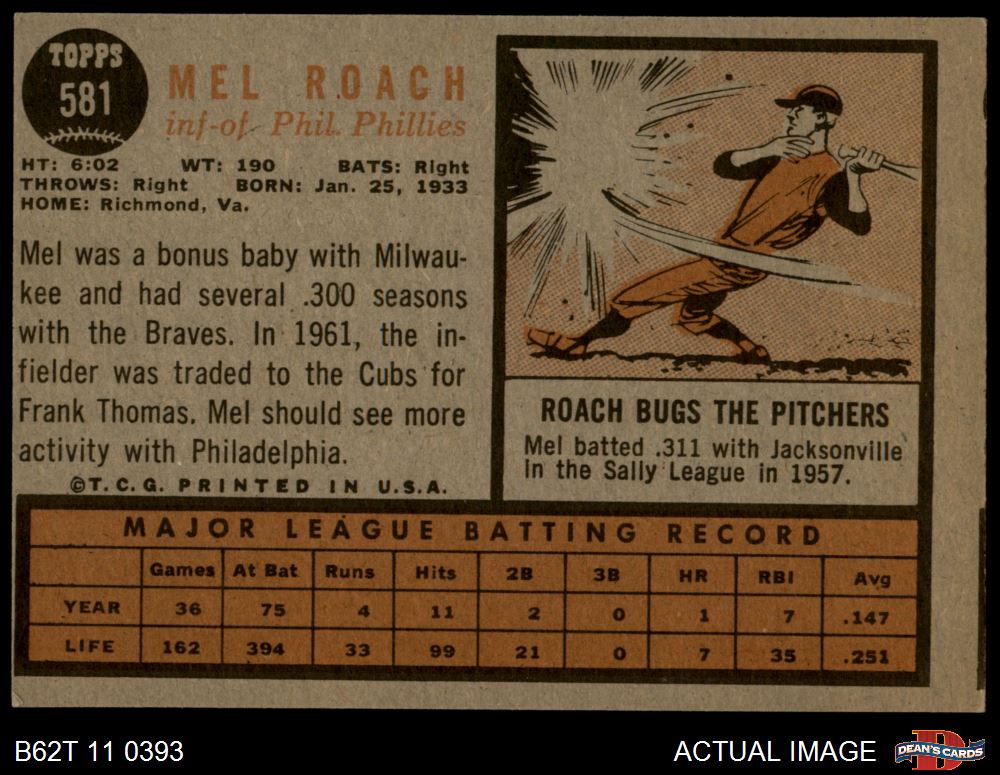 TOPPS
581
MEL ROACH
inf-of- Phil. Phillies
HT: 6:02 WT: 190 BATS: Right
THROWS: Right BORN: Jan. 25, 1933
HOME: Richmond, Va.
Mel was a bonus baby with Milwau-
kee and had several .300 seasons
with the Braves. In 1961, the in-
fielder was traded to the Cubs for
Frank Thomas. Mel should see more
activity with Philadelphia.
©T.C.G. PRINTED IN U.S.A.
ROACH BUGS THE PITCHERS
Mel batted .311 with Jacksonville
in the Sally League in 1957.
MAJOR LEAGUE BATTING RECORD
Games At Bat Runs Hits 2B 3B HR RBI Avg
YEAR 36 75 4 11 2 0 1 7 .147
LIFE 162 394 33 99 21 0 7 35 .251
B62T 11 0393
ACTUAL IMAGE
DEAN'S CARDS